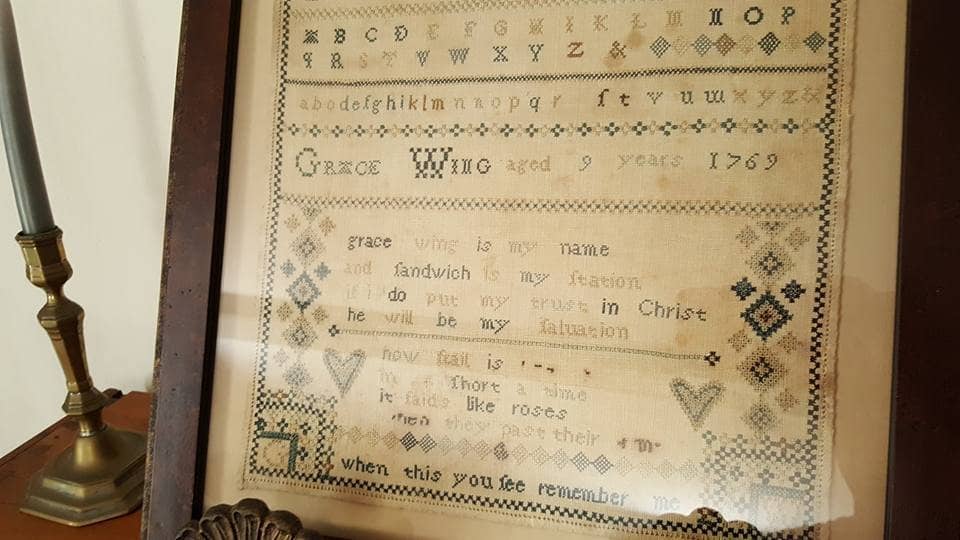 A B C D E F G H I K L M N O P
q R S T V W X Y Z &
a b c d e f g h i k l m n n o p q r ſ t v u w x y z &
GRACE WING aged 9 years 1769
grace wing is my name
and ſandwich is my ſtation
if i do put my trust in Christ
he will be my ſaluation
how frail is
ſhort a time
it faids like roses
when they past their
when this you ſee remember me